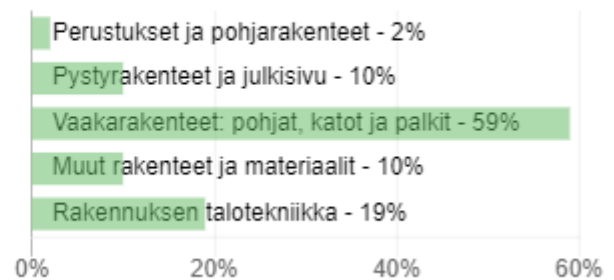 Perustukset ja pohjarakenteet - 2%
Pystyrakenteet ja julkisivu - 10%
Vaakarakenteet: pohjat, katot ja palkit - 59%
Muut rakenteet ja materiaalit - 10%
Rakennuksen talotekniikka - 19%
0% 20% 40% 60%